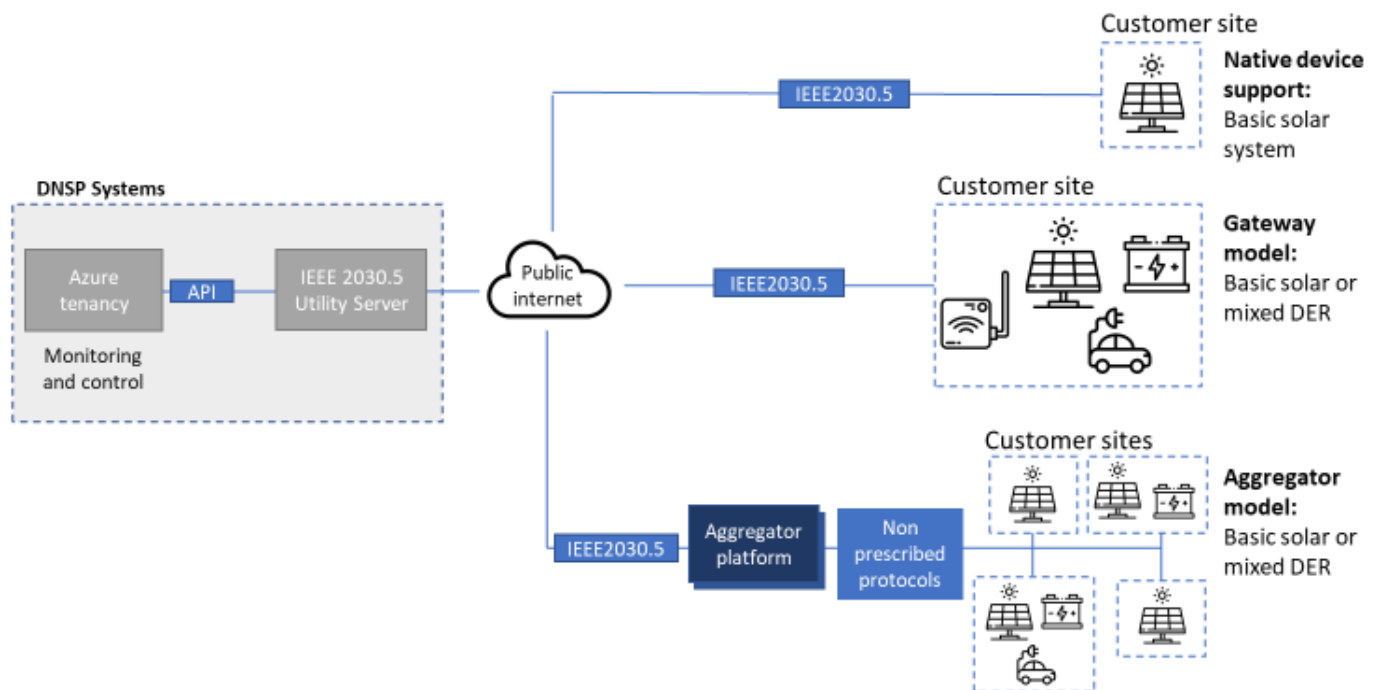 Customer site
Native device
support:
Basic solar
system
IEEE2030.5
DNSP Systems
Azure
tenancy
API
IEEE 2030.5
Utility Server
Monitoring
and control
Public
internet
IEEE2030.5
Customer site
Gateway
model:
Basic solar or
mixed DER
Customer sites
IEEE2030.5
Aggregator
platform
Non
prescribed
protocols
Aggregator
model:
Basic solar or
mixed DER